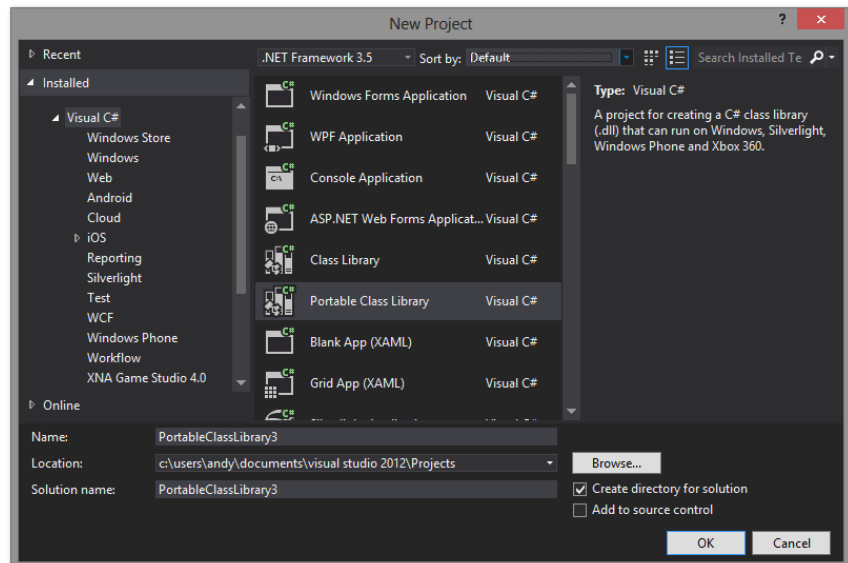 New Project
? ×
Recent
.NET Framework 3.5 Sort by: Default Search Installed Te
Installed
Visual C#
Windows Store
Windows
Web
Android
Cloud
iOS
Reporting
Silverlight
Test
WCF
Windows Phone
Workflow
XNA Game Studio 4.0
Online
C# Windows Forms Application Visual C#
C# WPF Application Visual C#
C# C:\ Console Application Visual C#
C# ASP.NET Web Forms Applicat... Visual C#
C# Class Library Visual C#
C# Portable Class Library Visual C#
C# Blank App (XAML) Visual C#
C# Grid App (XAML) Visual C#
C#
Type: Visual C#
A project for creating a C# class library
(.dll) that can run on Windows, Silverlight,
Windows Phone and Xbox 360.
Name: PortableClassLibrary3
Location: c:\users\andy\documents\visual studio 2012\Projects Browse...
Solution name: PortableClassLibrary3
Create directory for solution
Add to source control
OK Cancel